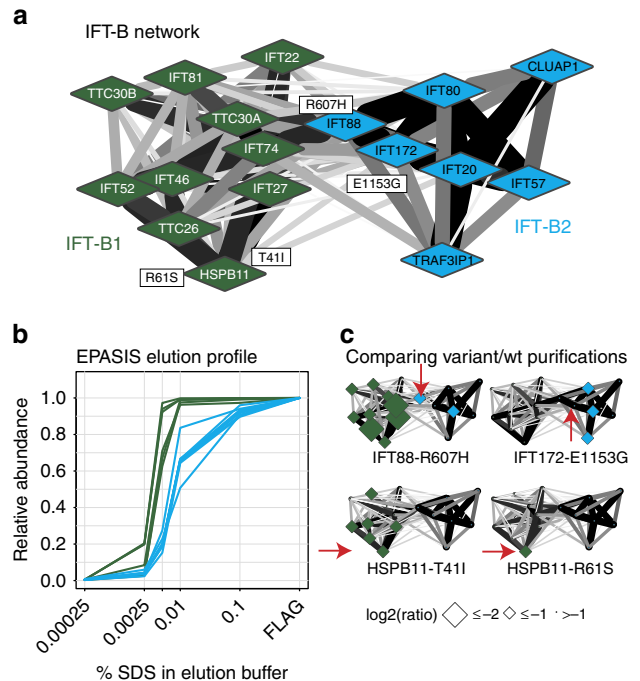 a
IFT-B network
IFT22
CLUAP1
IFT81
TTC30B
IFT80
R607H
TTC30A
IFT88
IFT74
IFT172
IFT20
IFT46
E1153G
IFT57
IFT52
IFT27
TTC26
IFT-B1
IFT-B2
T41I
TRAF3IP1
R61S
HSPB11
b
EPASIS elution profile
Relative abundance
1.0
0.8
0.6
0.4
0.2
0.0
0.00025
0.0025
0.01
0.1
FLAG
% SDS in elution buffer
c
Comparing variant/wt purifications
IFT88-R607H
IFT172-E1153G
HSPB11-T41I
HSPB11-R61S
log2(ratio) ≤−2 ≤−1 >−1